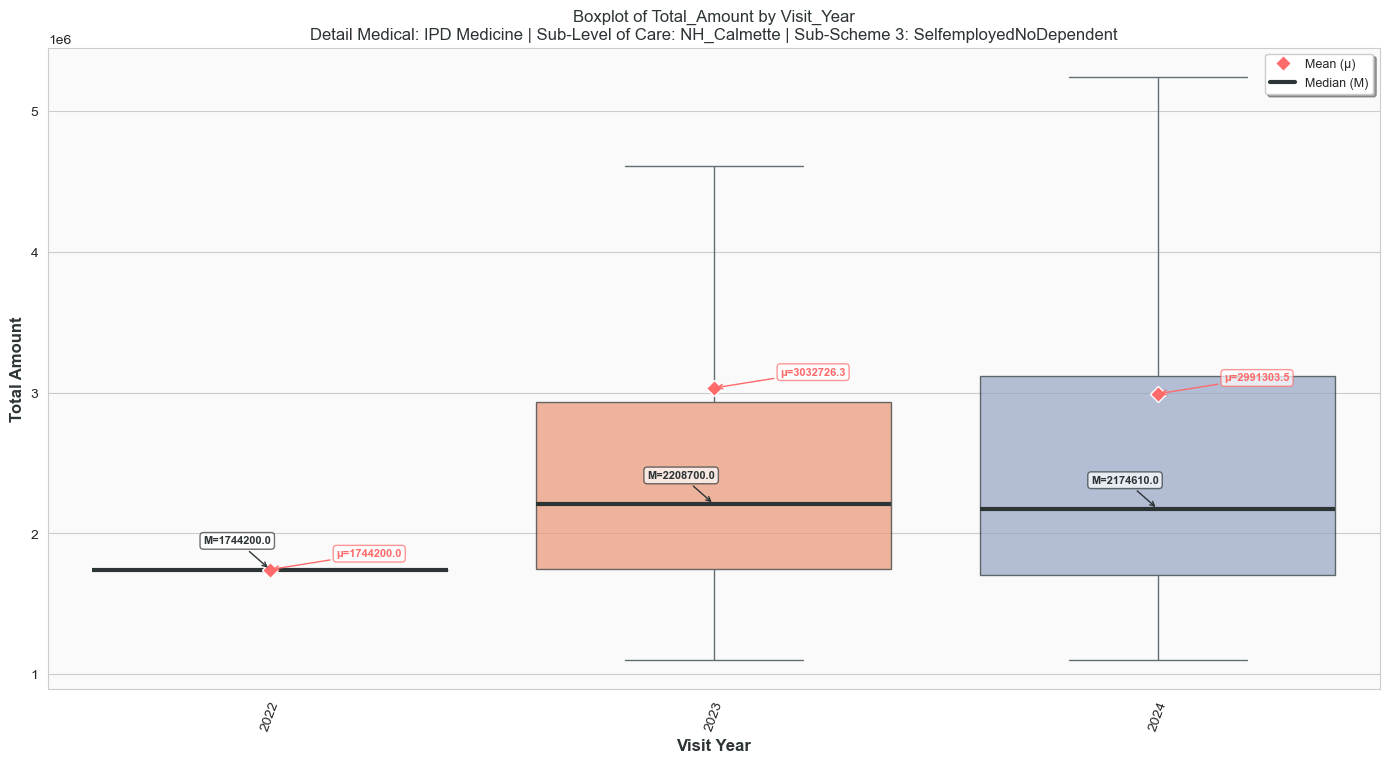 Boxplot of Total_Amount by Visit_Year
Detail Medical: IPD Medicine | Sub-Level of Care: NH_Calmette | Sub-Scheme 3: SelfemployedNoDependent
1e6
Mean (μ)
Median (M)
5
4
3
2
1
Total Amount
μ=3032726.3
μ=2991303.5
M=2208700.0
M=2174610.0
M=1744200.0
μ=1744200.0
2022
2023
2024
Visit Year